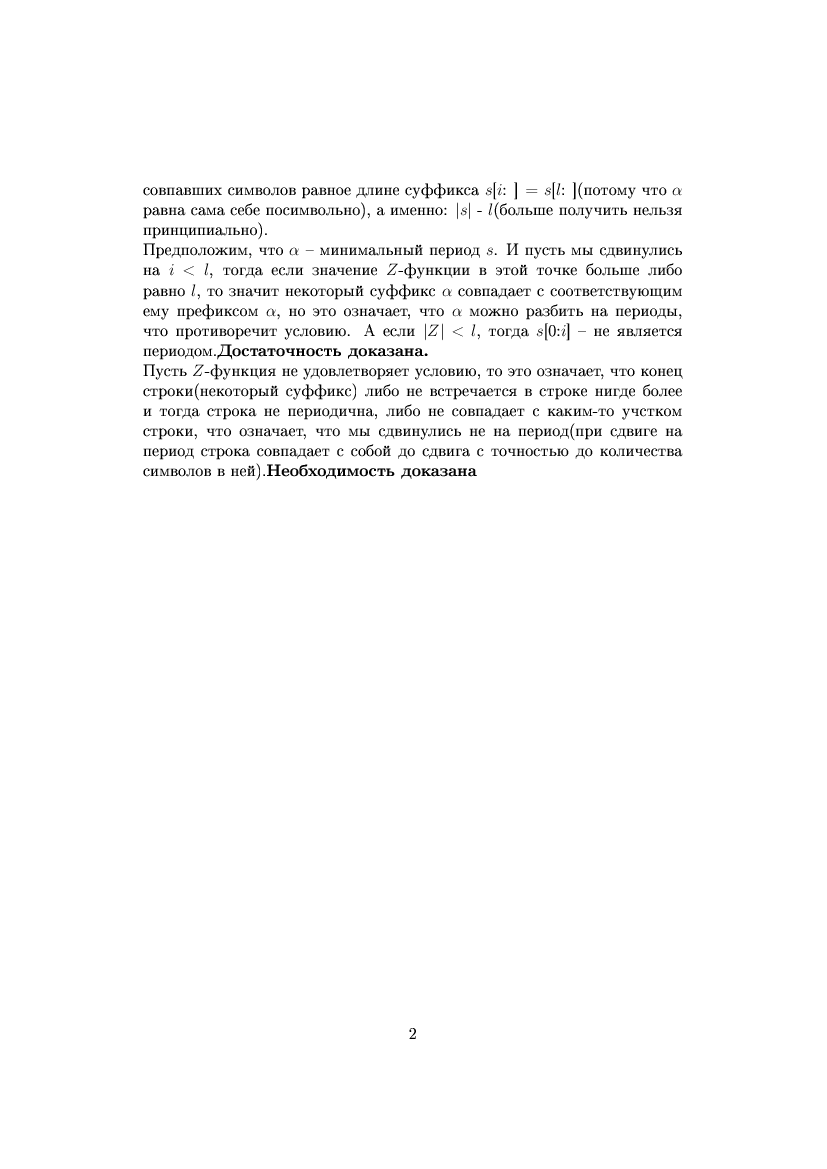 совпавших символов равное длине суффикса s[i: ] = s[l: ](потому что α
равна сама себе посимвольно), а именно: |s| - l(больше получить нельзя
принципиально).
Предположим, что α – минимальный период s. И пусть мы сдвинулись
на i < l, тогда если значение Z-функции в этой точке больше либо
равно l, то значит некоторый суффикс α совпадает с соответствующим
ему префиксом α, но это означает, что α можно разбить на периоды,
что противоречит условию. А если |Z| < l, тогда s[0:i] – не является
периодом.Достаточность доказана.
Пусть Z-функция не удовлетворяет условию, то это означает, что конец
строки(некоторый суффикс) либо не встречается в строке нигде более
и тогда строка не периодична, либо не совпадает с каким-то учстком
строки, что означает, что мы сдвинулись не на период(при сдвиге на
период строка совпадает с собой до сдвига с точностью до количества
символов в ней).Необходимость доказана
2